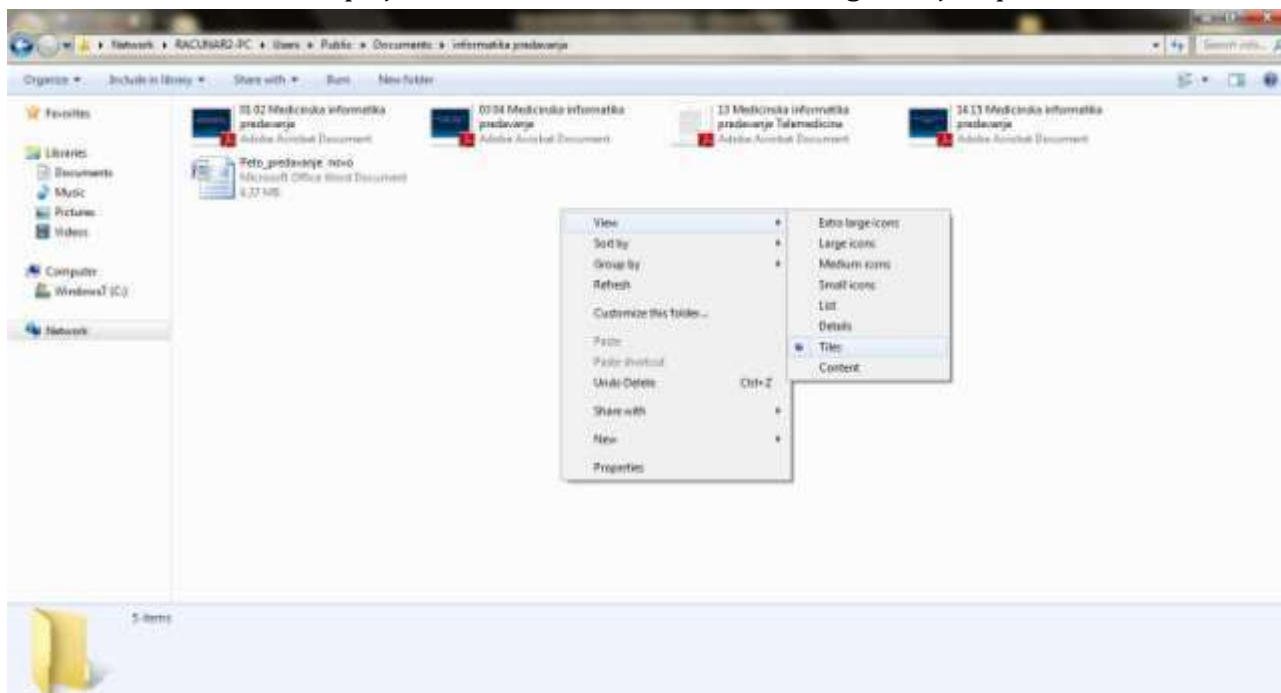 Network ▸ RACUNAR2-PC ▸ Users ▸ Public ▸ Documents ▸ informatika predavanja
Organize Include in library Share with Burn New folder
Favorites
Libraries
Documents
Music
Pictures
Videos
Computer
Windows7 (C:)
Network
01 02 Medicinska informatika
predavanje
Adobe Acrobat Document
03 04 Medicinska informatika
predavanje
Adobe Acrobat Document
13 Medicinska informatika
predavanje Telemedicina
Adobe Acrobat Document
14 15 Medicinska informatika
predavanje
Adobe Acrobat Document
Peto_predavanje novo
Microsoft Office Word Document
View
Sort by
Group by
Refresh
Customize this folder...
Paste
Paste shortcut
Undo Delete Ctrl+Z
Share with
New
Properties
Extra large icons
Large icons
Medium icons
Small icons
List
Details
Tiles
Content
5 items